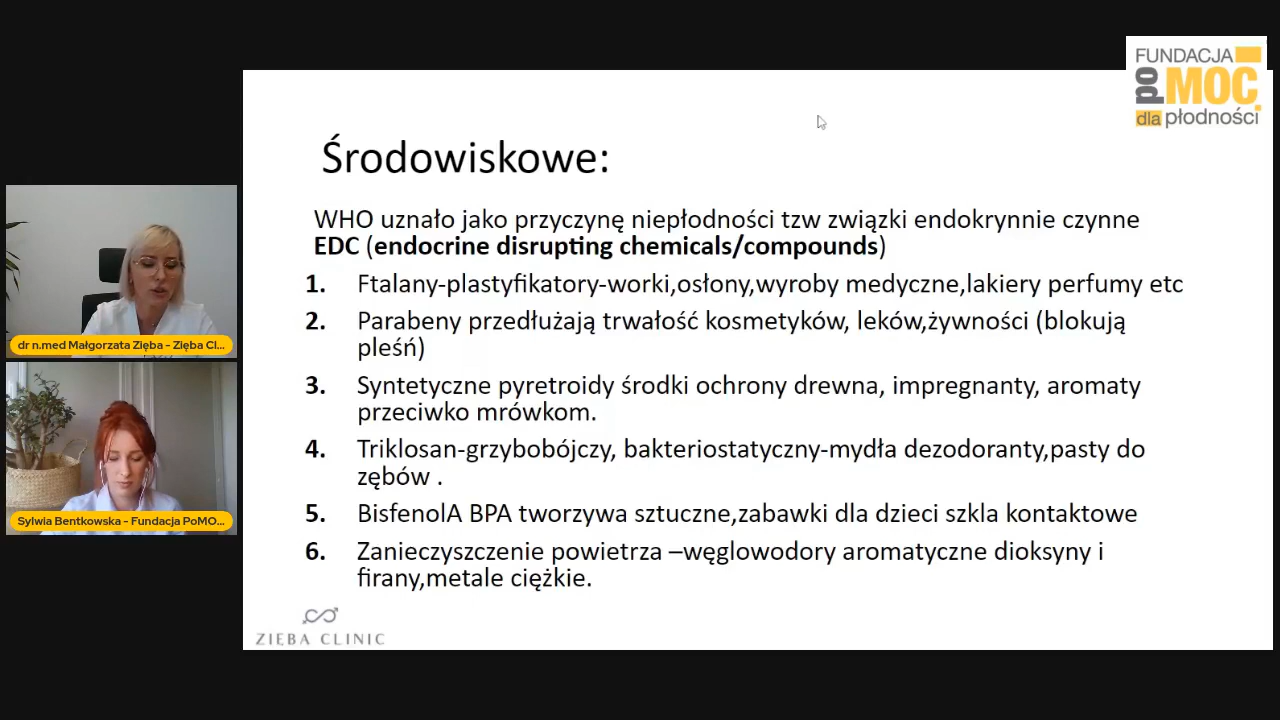 FUNDACJA
poMOC
dla płodności
Środowiskowe:
WHO uznało jako przyczynę niepłodności tzw związki endokrynnie czynne
EDC (endocrine disrupting chemicals/compounds)
1. Ftalany-plastyfikatory-worki,osłony,wyroby medyczne,lakiery perfumy etc
2. Parabeny przedłużają trwałość kosmetyków, leków,żywności (blokują
pleśń)
3. Syntetyczne pyretroidy środki ochrony drewna, impregnanty, aromaty
przeciwko mrówkom.
4. Triklosan-grzybobójczy, bakteriostatyczny-mydła dezodoranty,pasty do
zębów .
5. BisfenolA BPA tworzywa sztuczne,zabawki dla dzieci szkla kontaktowe
6. Zanieczyszczenie powietrza –węglowodory aromatyczne dioksyny i
firany,metale ciężkie.
ZIĘBA CLINIC
dr n.med Małgorzata Zięba - Zięba Cl...
Sylwia Bentkowska - Fundacja PoMO...